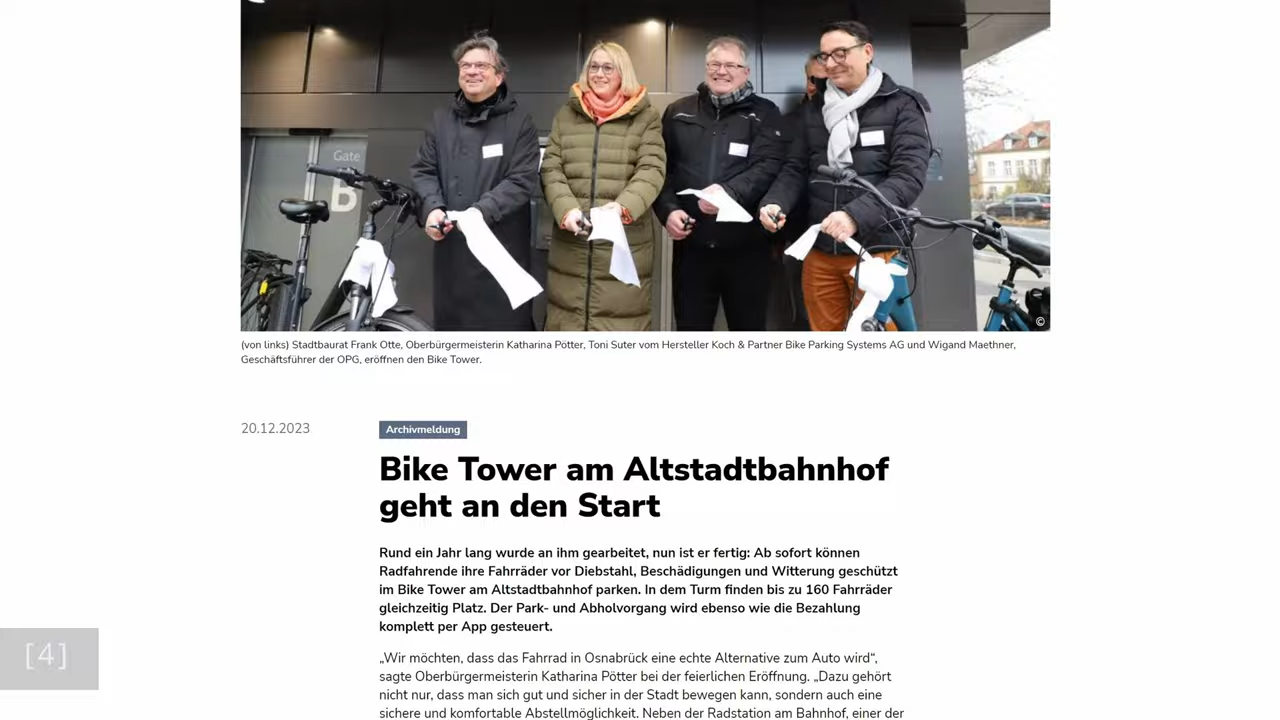 Gate
B
©
(von links) Stadtbaurat Frank Otte, Oberbürgermeisterin Katharina Pötter, Toni Suter vom Hersteller Koch & Partner Bike Parking Systems AG und Wigand Maethner,
Geschäftsführer der OPG, eröffnen den Bike Tower.
20.12.2023
Archivmeldung
Bike Tower am Altstadtbahnhof
geht an den Start
Rund ein Jahr lang wurde an ihm gearbeitet, nun ist er fertig: Ab sofort können
Radfahrende ihre Fahrräder vor Diebstahl, Beschädigungen und Witterung geschützt
im Bike Tower am Altstadtbahnhof parken. In dem Turm finden bis zu 160 Fahrräder
gleichzeitig Platz. Der Park- und Abholvorgang wird ebenso wie die Bezahlung
komplett per App gesteuert.
[4]
„Wir möchten, dass das Fahrrad in Osnabrück eine echte Alternative zum Auto wird“,
sagte Oberbürgermeisterin Katharina Pötter bei der feierlichen Eröffnung. „Dazu gehört
nicht nur, dass man sich gut und sicher in der Stadt bewegen kann, sondern auch eine
sichere und komfortable Abstellmöglichkeit. Neben der Radstation am Bahnhof, einer der